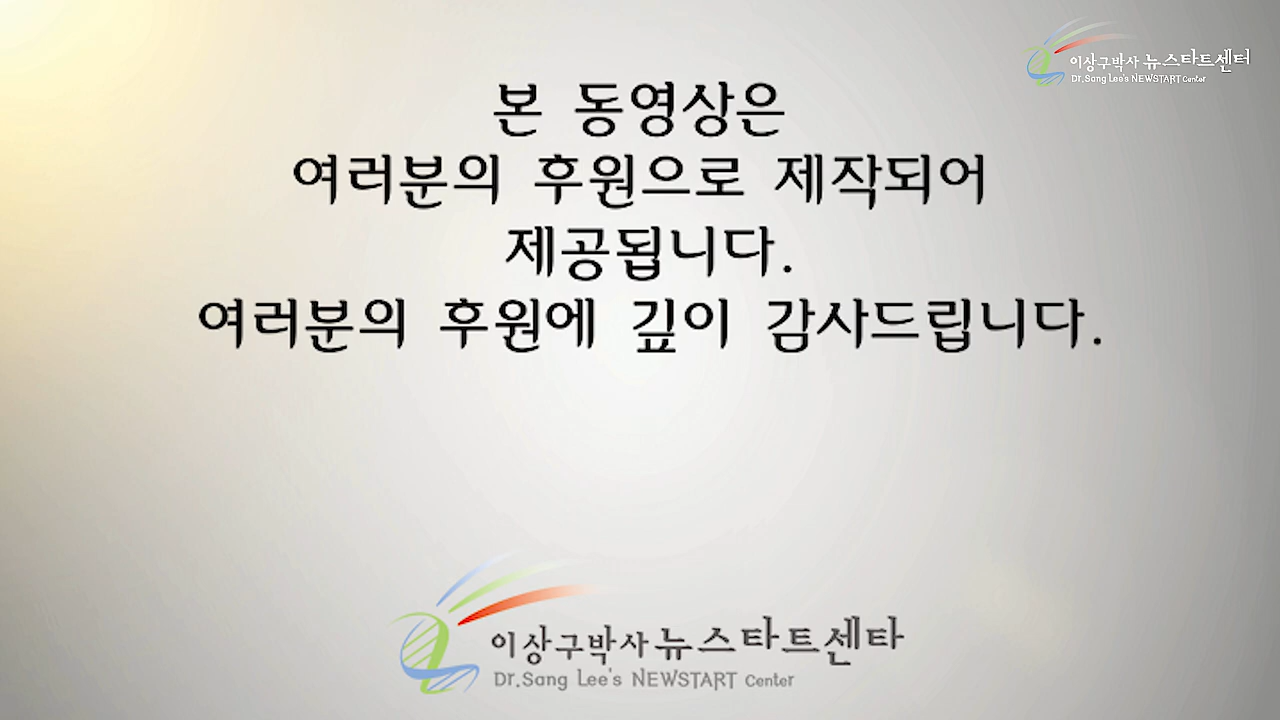 이상구박사 뉴스타트센터
Dr.Sang Lee's NEWSTART Center
본 동영상은
여러분의 후원으로 제작되어
제공됩니다.
여러분의 후원에 깊이 감사드립니다.
이상구박사 뉴스타트센타
Dr.Sang Lee's NEWSTART Center